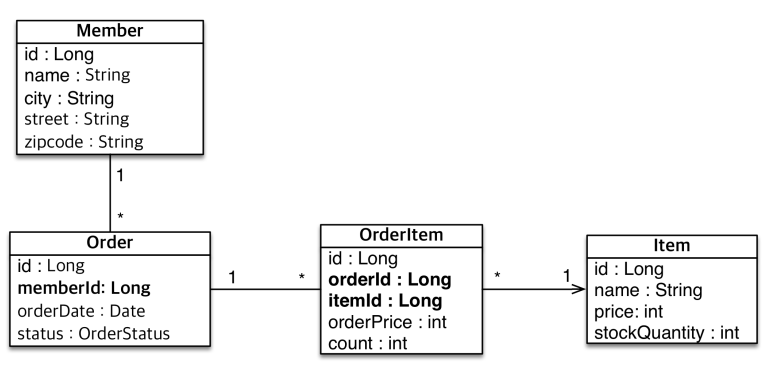 Member
id : Long
name : String
city : String
street : String
zipcode : String
1
*
Order
id : Long
memberId: Long
orderDate : Date
status : OrderStatus
1
*
OrderItem
id : Long
orderId : Long
itemId : Long
orderPrice : int
count : int
*
1
Item
id : Long
name : String
price: int
stockQuantity : int